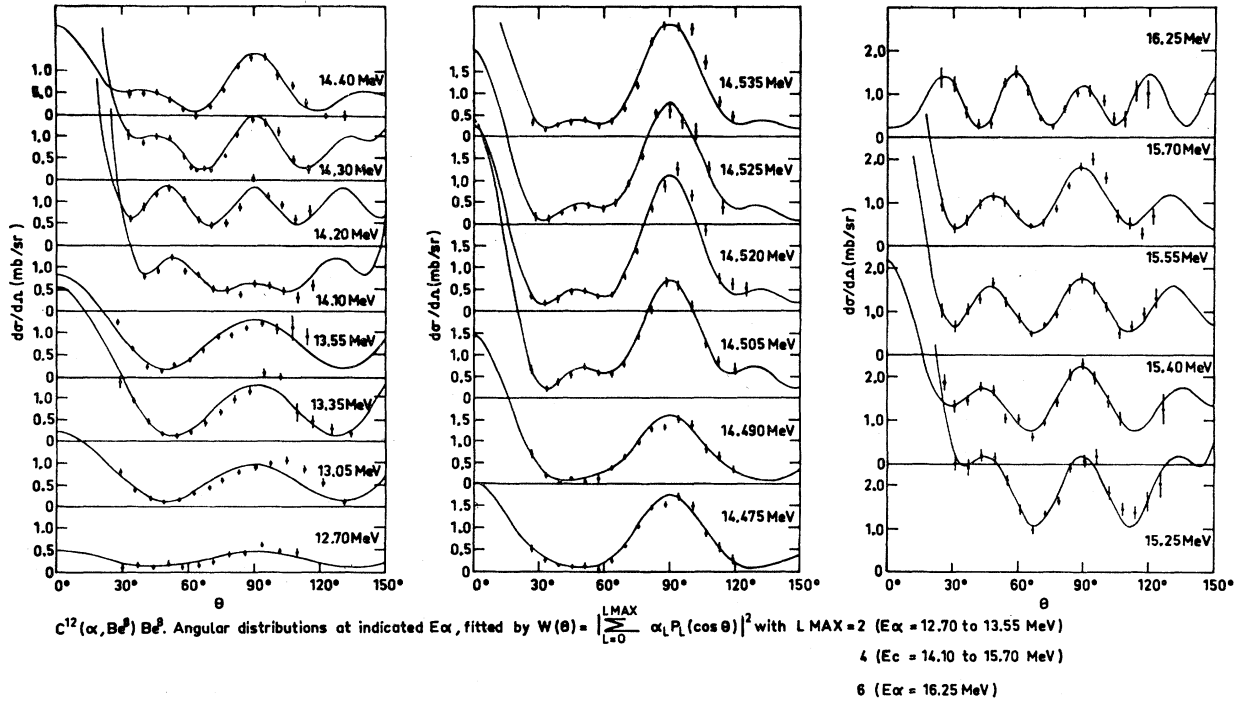 dσ/dΩ (mb/sr)
1.0
0.5
0
14.40 MeV
1.0
0.5
0
14.30 MeV
1.0
0.5
0
14.20 MeV
1.0
0.5
0
14.10 MeV
1.0
0.5
0
13.55 MeV
1.0
0.5
0
13.35 MeV
1.0
0.5
0
13.05 MeV
1.0
0.5
0
12.70 MeV
0° 30° 60° 90° 120° 150°
θ
dσ/dΩ (mb/sr)
1.5
1.0
0.5
0
14.535 MeV
1.5
1.0
0.5
0
14.525 MeV
1.5
1.0
0.5
0
14.520 MeV
1.5
1.0
0.5
0
14.505 MeV
1.5
1.0
0.5
0
14.490 MeV
1.5
1.0
0.5
0
14.475 MeV
0° 30° 60° 90° 120° 150°
θ
dσ/dΩ (mb/sr)
2.0
1.0
0
16.25 MeV
2.0
1.0
0
15.70 MeV
2.0
1.0
0
15.55 MeV
2.0
1.0
0
15.40 MeV
2.0
1.0
0
15.25 MeV
0° 30° 60° 90° 120° 150°
θ
C¹²(α, Be⁸) Be⁸. Angular distributions at indicated Eα, fitted by W(θ) = |∑ L=0 LMAX α_L P_L (cos θ)|² with L MAX = 2 (Eα = 12.70 to 13.55 MeV)
4 (Ec = 14.10 to 15.70 MeV)
6 (Eα = 16.25 MeV)